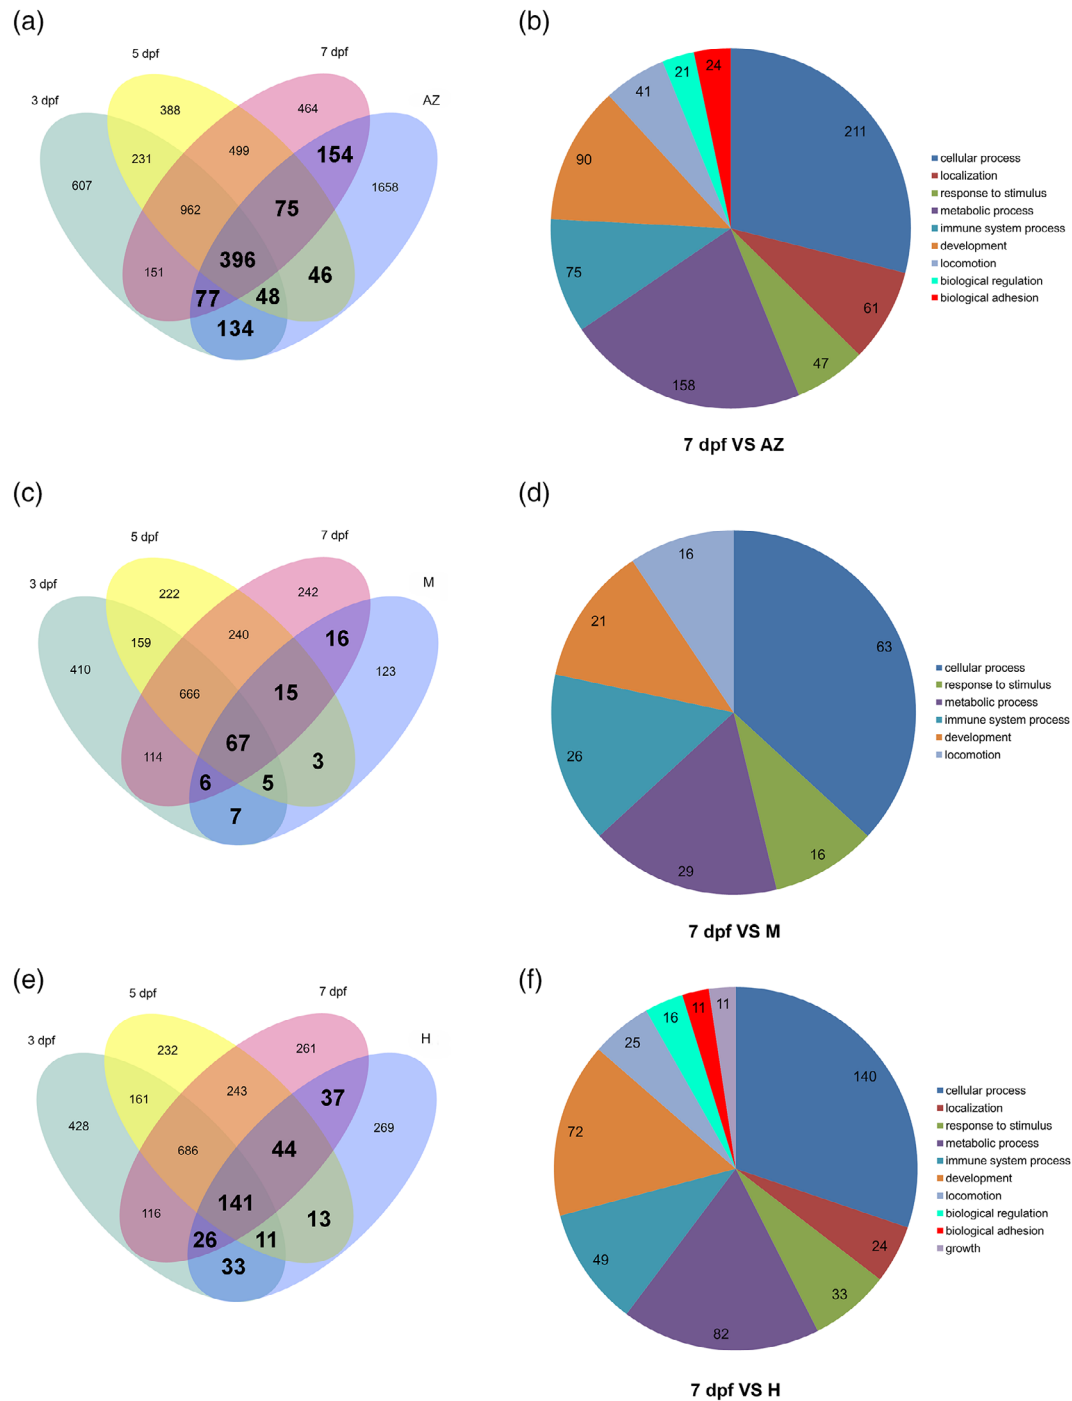 (a)
5 dpf
7 dpf
3 dpf
AZ
388
464
231
499
154
607
1658
962
75
396
151
46
77
48
134
(b)
24
21
41
211
90
75
61
47
158
cellular process
localization
response to stimulus
metabolic process
immune system process
development
locomotion
biological regulation
biological adhesion
7 dpf VS AZ
(c)
5 dpf
7 dpf
3 dpf
M
222
242
159
240
16
410
123
666
15
67
114
3
6
5
7
(d)
16
63
21
26
16
29
cellular process
response to stimulus
metabolic process
immune system process
development
locomotion
7 dpf VS M
(e)
5 dpf
7 dpf
3 dpf
H
232
261
161
243
37
428
269
686
44
141
116
13
26
11
33
(f)
11
11
16
25
140
72
24
49
33
82
cellular process
localization
response to stimulus
metabolic process
immune system process
development
locomotion
biological regulation
biological adhesion
growth
7 dpf VS H